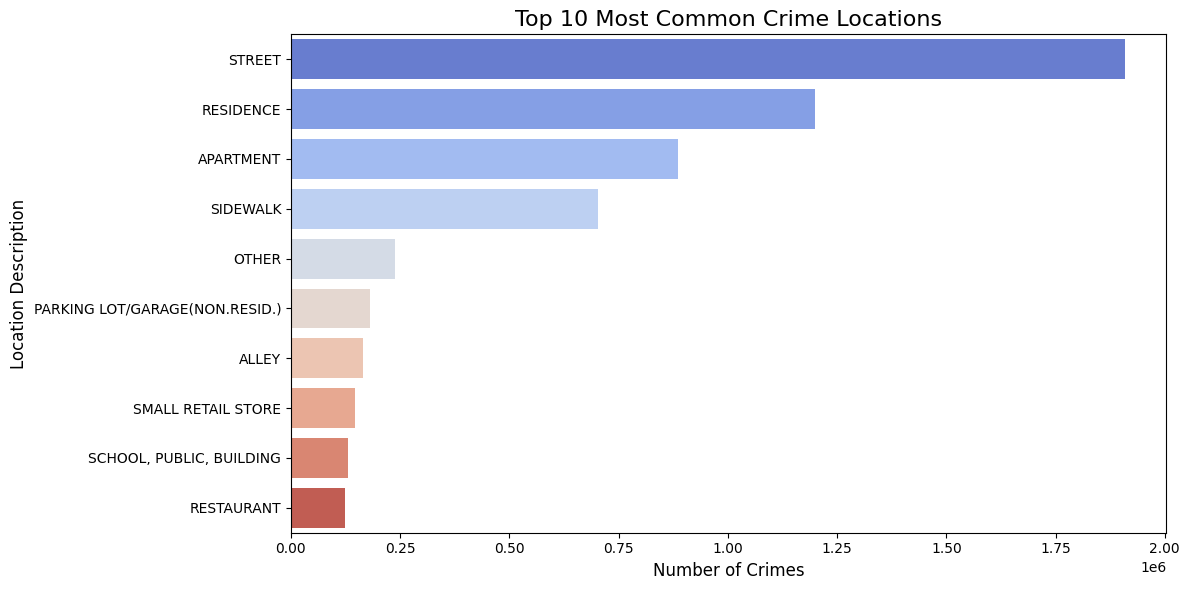 Top 10 Most Common Crime Locations
Location Description
STREET
RESIDENCE
APARTMENT
SIDEWALK
OTHER
PARKING LOT/GARAGE(NON.RESID.)
ALLEY
SMALL RETAIL STORE
SCHOOL, PUBLIC, BUILDING
RESTAURANT
0.00 0.25 0.50 0.75 1.00 1.25 1.50 1.75 2.00
1e6
Number of Crimes